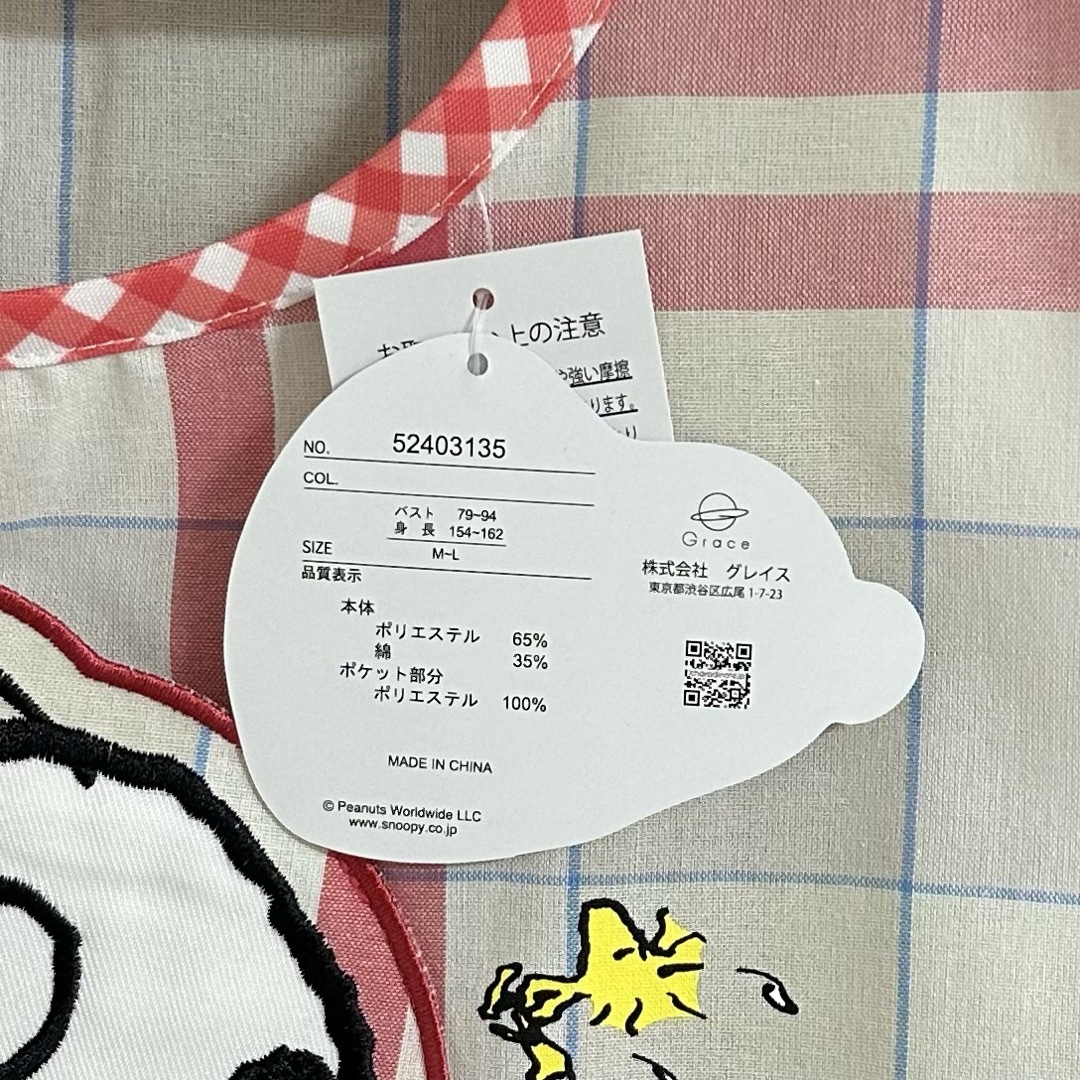 上の注意
や強い摩擦
ります。
り
NO. 52403135
COL.
バスト 79~94
身 長 154~162
SIZE M~L
品質表示
本体
ポリエステル 65%
綿 35%
ポケット部分
ポリエステル 100%
MADE IN CHINA
© Peanuts Worldwide LLC
www.snoopy.co.jp
Grace
株式会社 グレイス
東京都渋谷区広尾 1-7-23